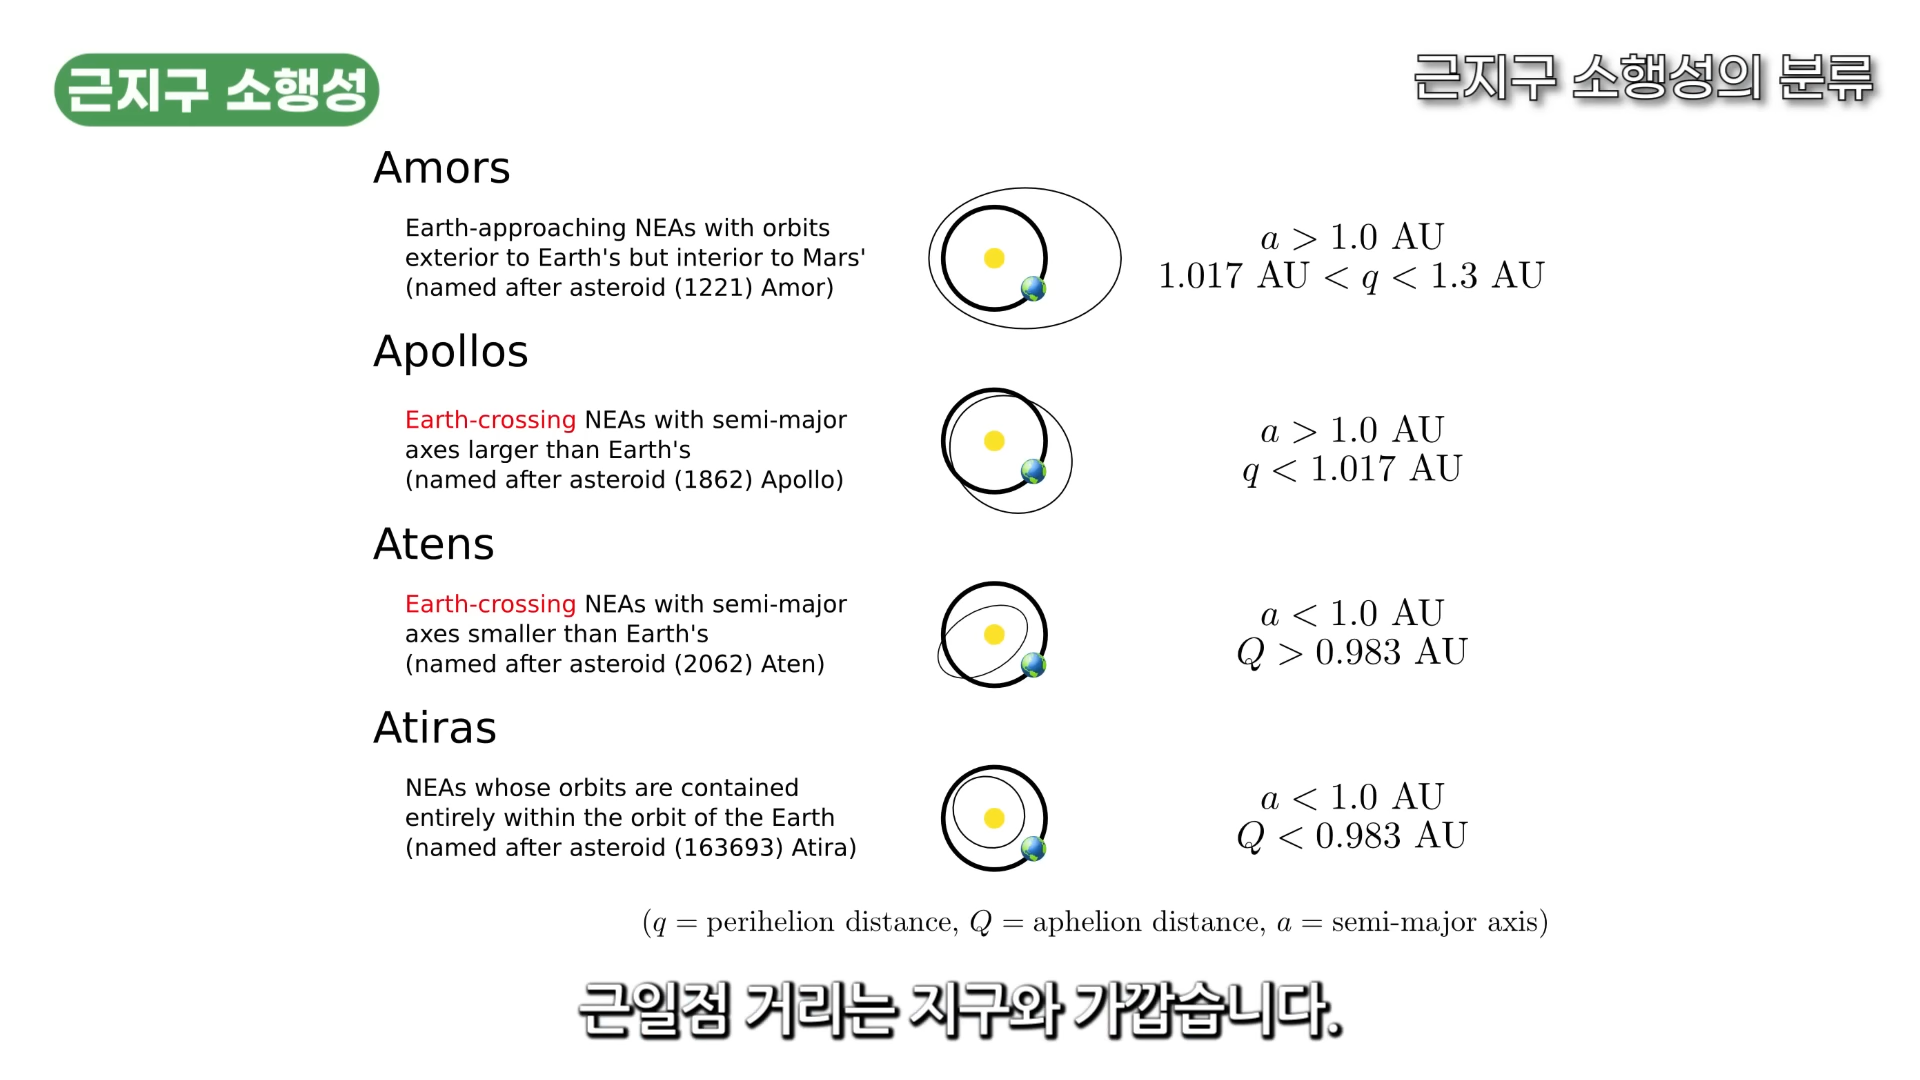 근지구 소행성
근지구 소행성의 분류
Amors
Earth-approaching NEAs with orbits
exterior to Earth's but interior to Mars'
(named after asteroid (1221) Amor)
a > 1.0 AU
1.017 AU < q < 1.3 AU
Apollos
Earth-crossing NEAs with semi-major
axes larger than Earth's
(named after asteroid (1862) Apollo)
a > 1.0 AU
q < 1.017 AU
Atens
Earth-crossing NEAs with semi-major
axes smaller than Earth's
(named after asteroid (2062) Aten)
a < 1.0 AU
Q > 0.983 AU
Atiras
NEAs whose orbits are contained
entirely within the orbit of the Earth
(named after asteroid (163693) Atira)
a < 1.0 AU
Q < 0.983 AU
(q = perihelion distance, Q = aphelion distance, a = semi-major axis)
근일점 거리는 지구와 가깝습니다.